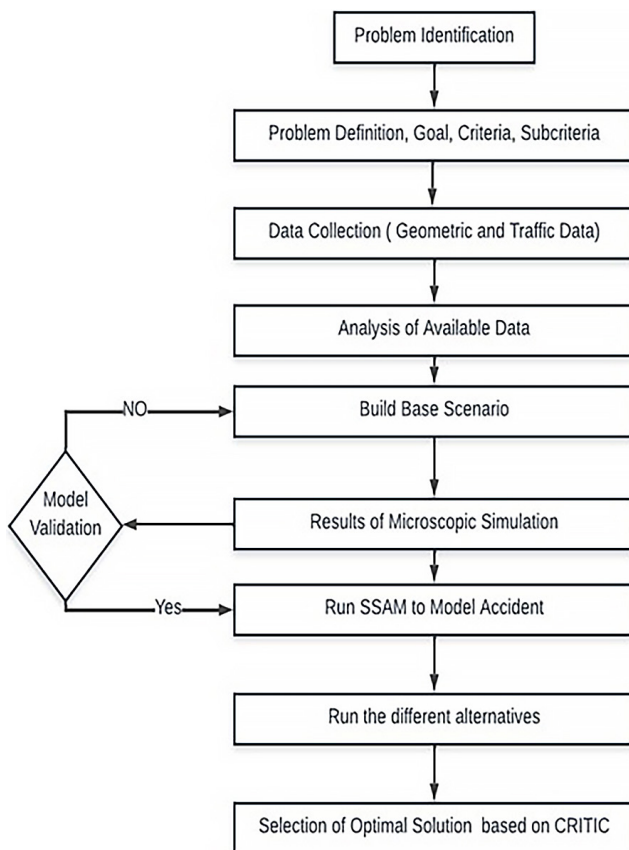 Problem Identification
Problem Definition, Goal, Criteria, Subcriteria
Data Collection ( Geometric and Traffic Data)
Analysis of Available Data
NO
Build Base Scenario
Model
Validation
Results of Microscopic Simulation
Yes
Run SSAM to Model Accident
Run the different alternatives
Selection of Optimal Solution based on CRITIC